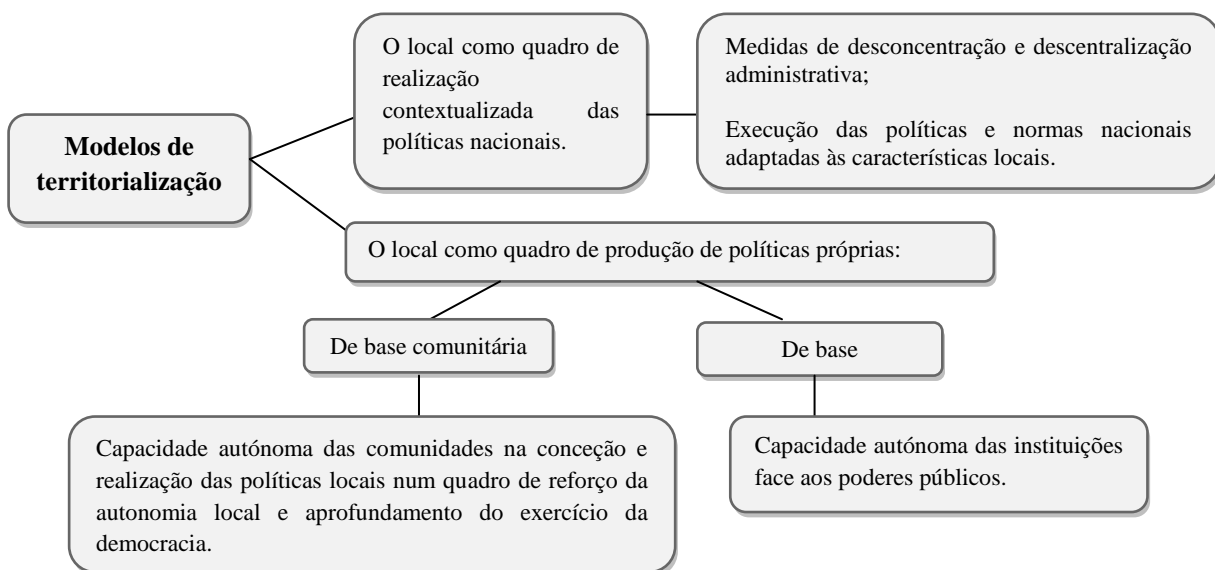 Modelos de
territorialização
O local como quadro de
realização
contextualizada das
políticas nacionais.
Medidas de desconcentração e descentralização
administrativa;
Execução das políticas e normas nacionais
adaptadas às características locais.
O local como quadro de produção de políticas próprias:
De base comunitária
De base
Capacidade autónoma das comunidades na conceção e
realização das políticas locais num quadro de reforço da
autonomia local e aprofundamento do exercício da
democracia.
Capacidade autónoma das instituições
face aos poderes públicos.